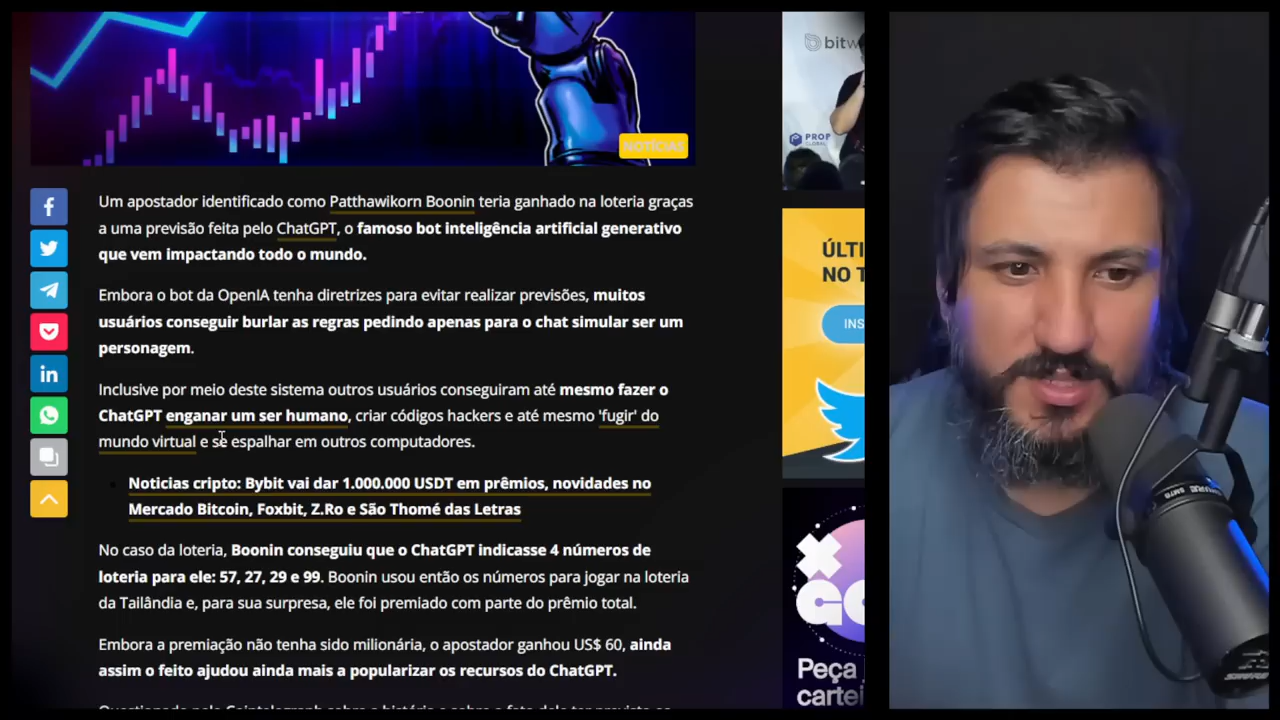 bitw
PROP
GLOBAL
NOTÍCIAS
Um apostador identificado como Patthawikorn Boonin teria ganhado na loteria graças
a uma previsão feita pelo ChatGPT, o famoso bot inteligência artificial generativo
que vem impactando todo o mundo.
Embora o bot da OpenIA tenha diretrizes para evitar realizar previsões, muitos
usuários conseguir burlar as regras pedindo apenas para o chat simular ser um
personagem.
Inclusive por meio deste sistema outros usuários conseguiram até mesmo fazer o
ChatGPT enganar um ser humano, criar códigos hackers e até mesmo 'fugir' do
mundo virtual e se espalhar em outros computadores.
Noticias cripto: Bybit vai dar 1.000.000 USDT em prêmios, novidades no
Mercado Bitcoin, Foxbit, Z.Ro e São Thomé das Letras
No caso da loteria, Boonin conseguiu que o ChatGPT indicasse 4 números de
loteria para ele: 57, 27, 29 e 99. Boonin usou então os números para jogar na loteria
da Tailândia e, para sua surpresa, ele foi premiado com parte do prêmio total.
Embora a premiação não tenha sido milionária, o apostador ganhou US$ 60, ainda
assim o feito ajudou ainda mais a popularizar os recursos do ChatGPT.
ÚLTI
NO T
INS
Peça
cartei
SHURE SM7B